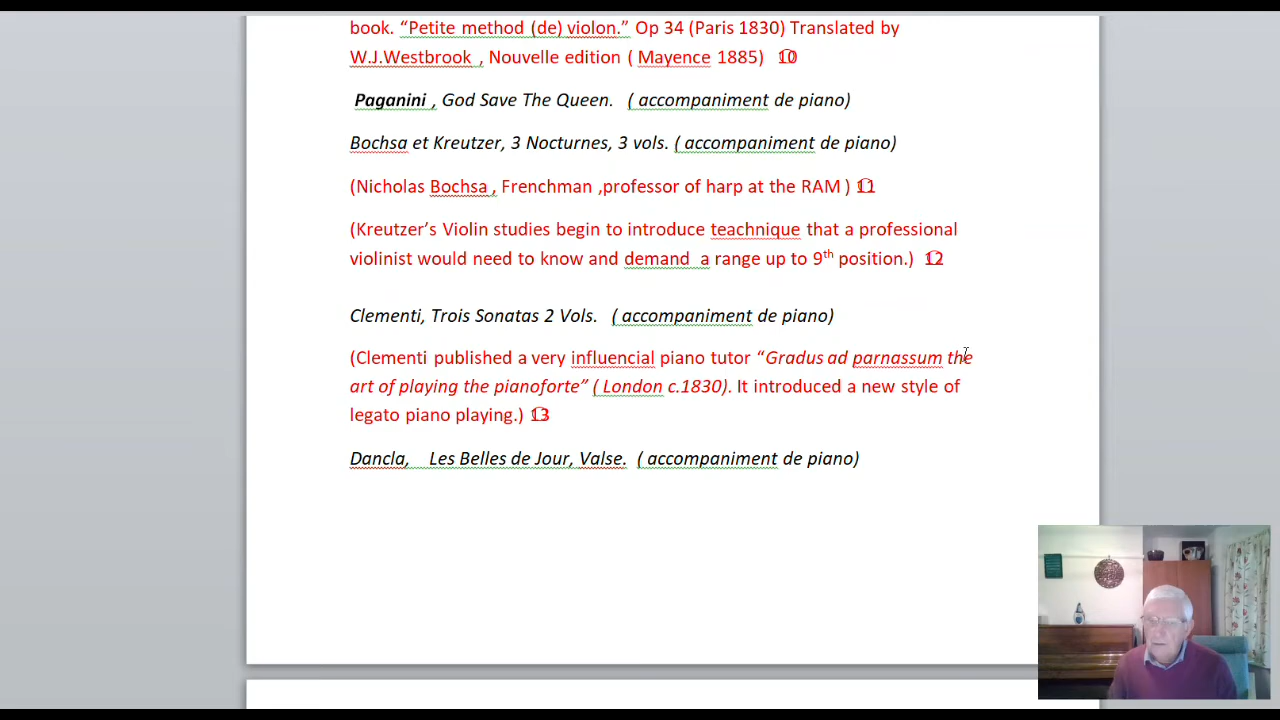 book. “Petite method (de) violon.” Op 34 (Paris 1830) Translated by
W.J.Westbrook , Nouvelle edition ( Mayence 1885) 10
Paganini , God Save The Queen. ( accompaniment de piano)
Bochsa et Kreutzer, 3 Nocturnes, 3 vols. ( accompaniment de piano)
(Nicholas Bochsa , Frenchman ,professor of harp at the RAM ) 11
(Kreutzer’s Violin studies begin to introduce teachnique that a professional
violinist would need to know and demand a range up to 9th position.) 12
Clementi, Trois Sonatas 2 Vols. ( accompaniment de piano)
(Clementi published a very influencial piano tutor “Gradus ad parnassum the
art of playing the pianoforte” ( London c.1830). It introduced a new style of
legato piano playing.) 13
Dancla, Les Belles de Jour, Valse. ( accompaniment de piano)